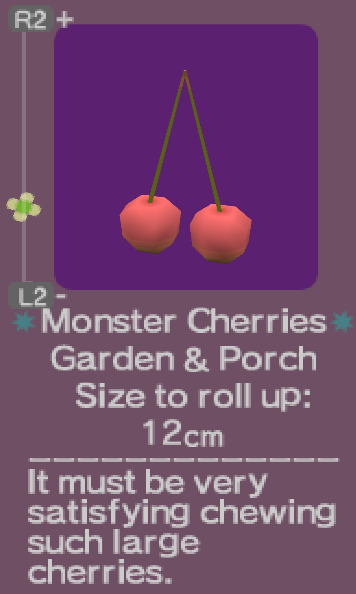 R2 +
L2 -
Monster Cherries
Garden & Porch
Size to roll up:
12cm
It must be very
satisfying chewing
such large
cherries.